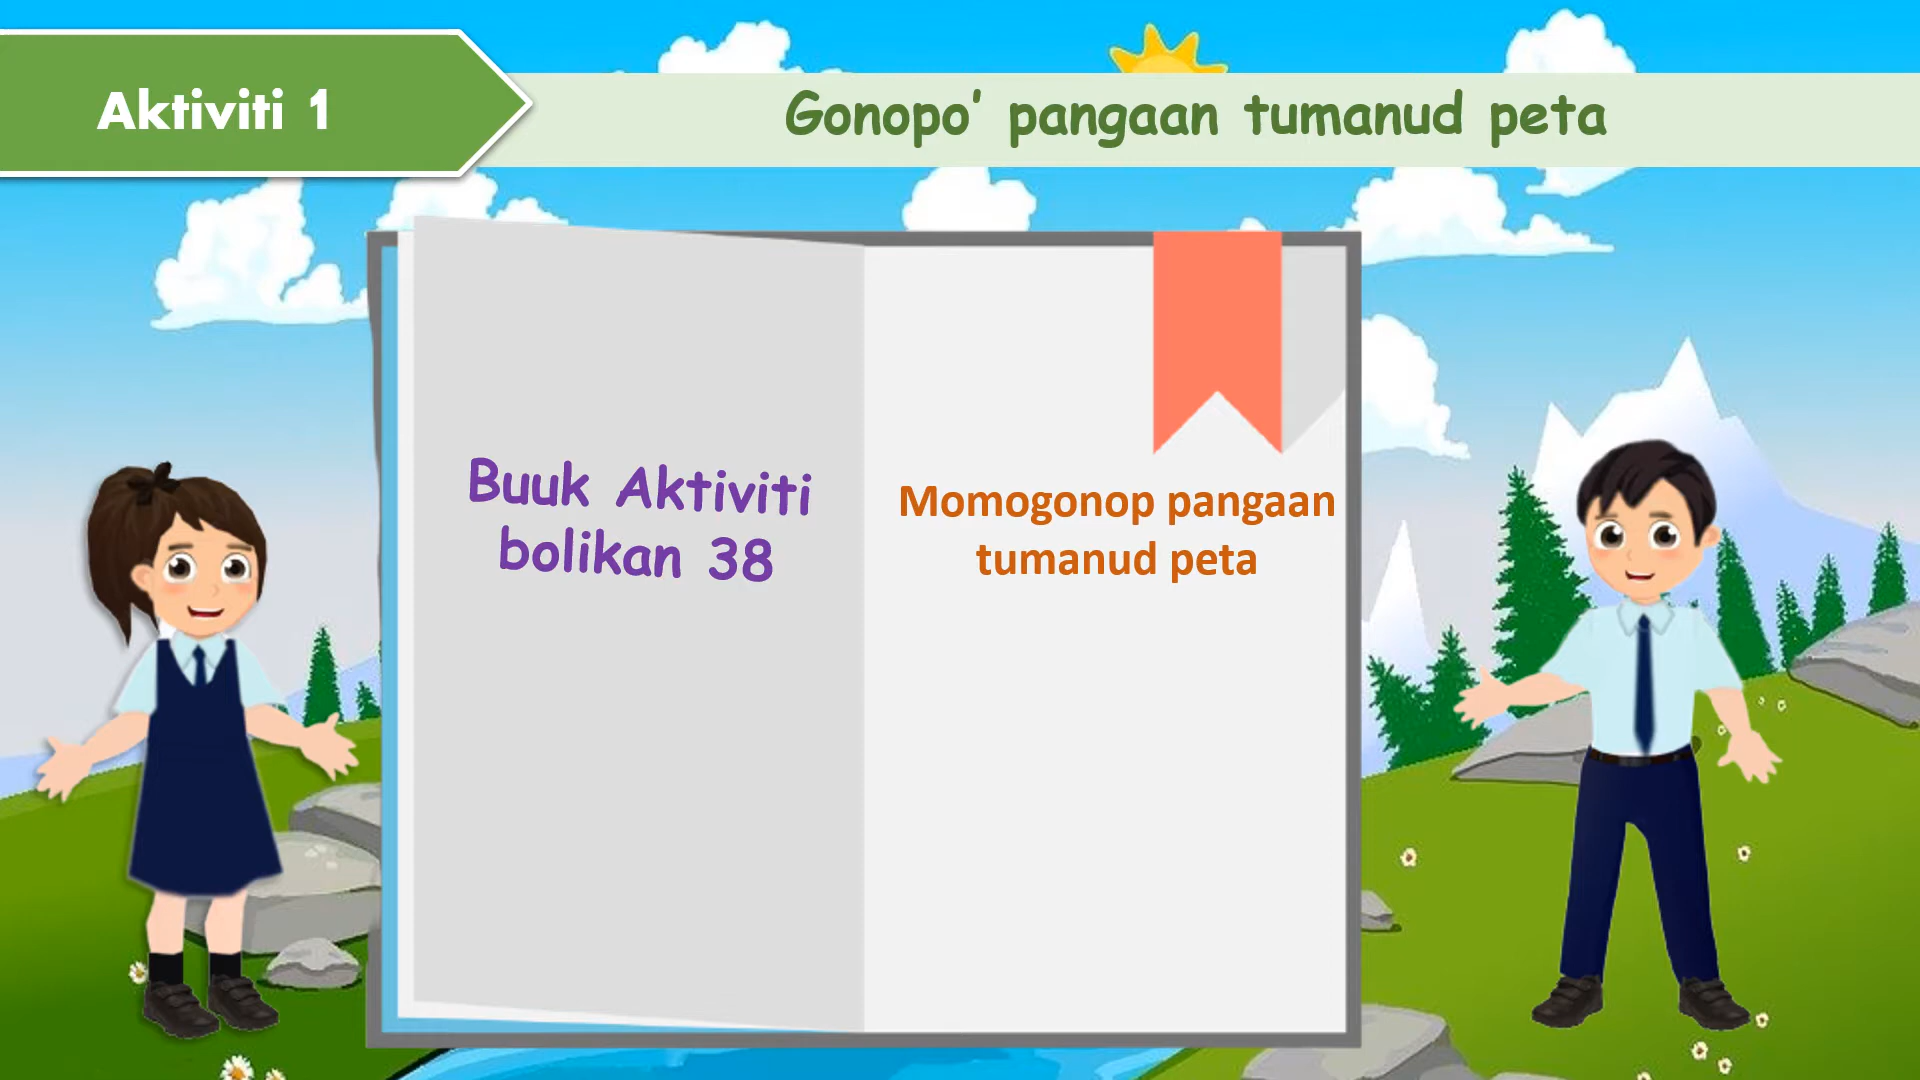 Aktiviti 1
Gonopo’ pangaan tumanud peta
Buuk Aktiviti
bolikan 38
Momogonop pangaan
tumanud peta